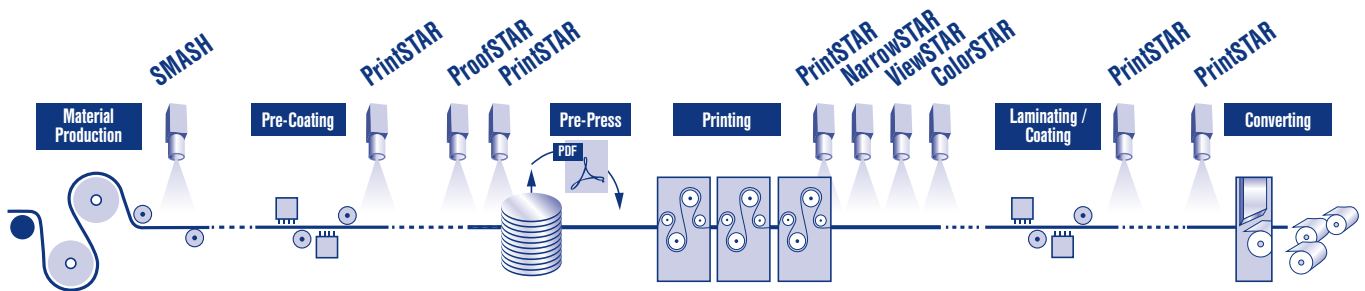 SMASH
PrintSTAR
ProofSTAR
PrintSTAR
PrintSTAR
NarrowSTAR
ViewSTAR
ColorSTAR
PrintSTAR
PrintSTAR
Material
Production
Pre-Coating
Pre-Press
PDF
Printing
Laminating /
Coating
Converting